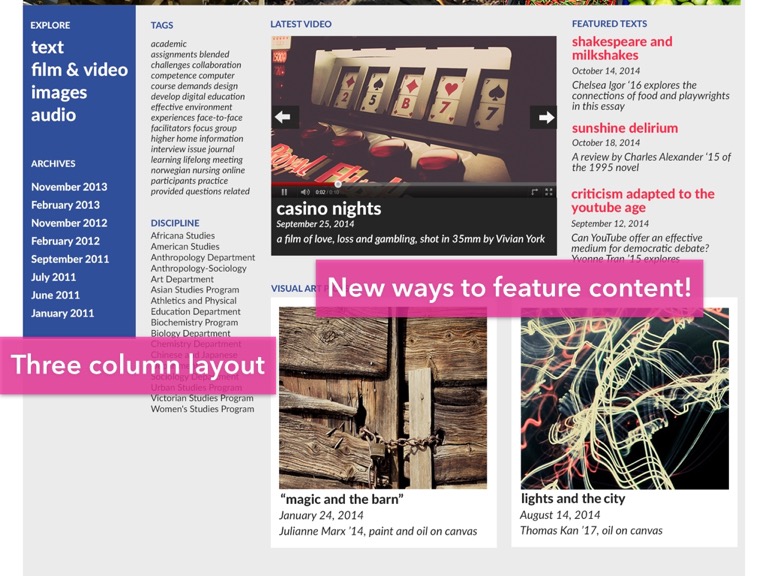 EXPLORE
text
film & video
images
audio
ARCHIVES
November 2013
February 2013
November 2012
February 2012
September 2011
July 2011
June 2011
January 2011
TAGS
academic
assignments blended
challenges collaboration
competence computer
course demands design
develop digital education
effective environment
experiences face-to-face
facilitators focus group
higher home information
interview issue journal
learning lifelong meeting
norwegian nursing online
participants practice
provided questions related
DISCIPLINE
Africana Studies
American Studies
Anthropology Department
Anthropology-Sociology
Art Department
Asian Studies Program
Athletics and Physical
Education Department
Biochemistry Program
Biology Department
Chemistry Department
Chinese and Japanese
Sociology Department
Urban Studies Program
Victorian Studies Program
Women's Studies Program
Three column layout
LATEST VIDEO
0:02
casino nights
September 25, 2014
a film of love, loss and gambling, shot in 35mm by Vivian York
FEATURED TEXTS
shakespeare and
milkshakes
October 14, 2014
Chelsea Igor '16 explores the
connections of food and playwrights
in this essay
sunshine delirium
October 18, 2014
A review by Charles Alexander '15 of
the 1995 novel
criticism adapted to the
youtube age
September 12, 2014
Can YouTube offer an effective
medium for democratic debate?
Yvonne Tran '15 explores
New ways to feature content!
VISUAL ART
“magic and the barn”
January 24, 2014
Julianne Marx '14, paint and oil on canvas
lights and the city
August 14, 2014
Thomas Kan '17, oil on canvas